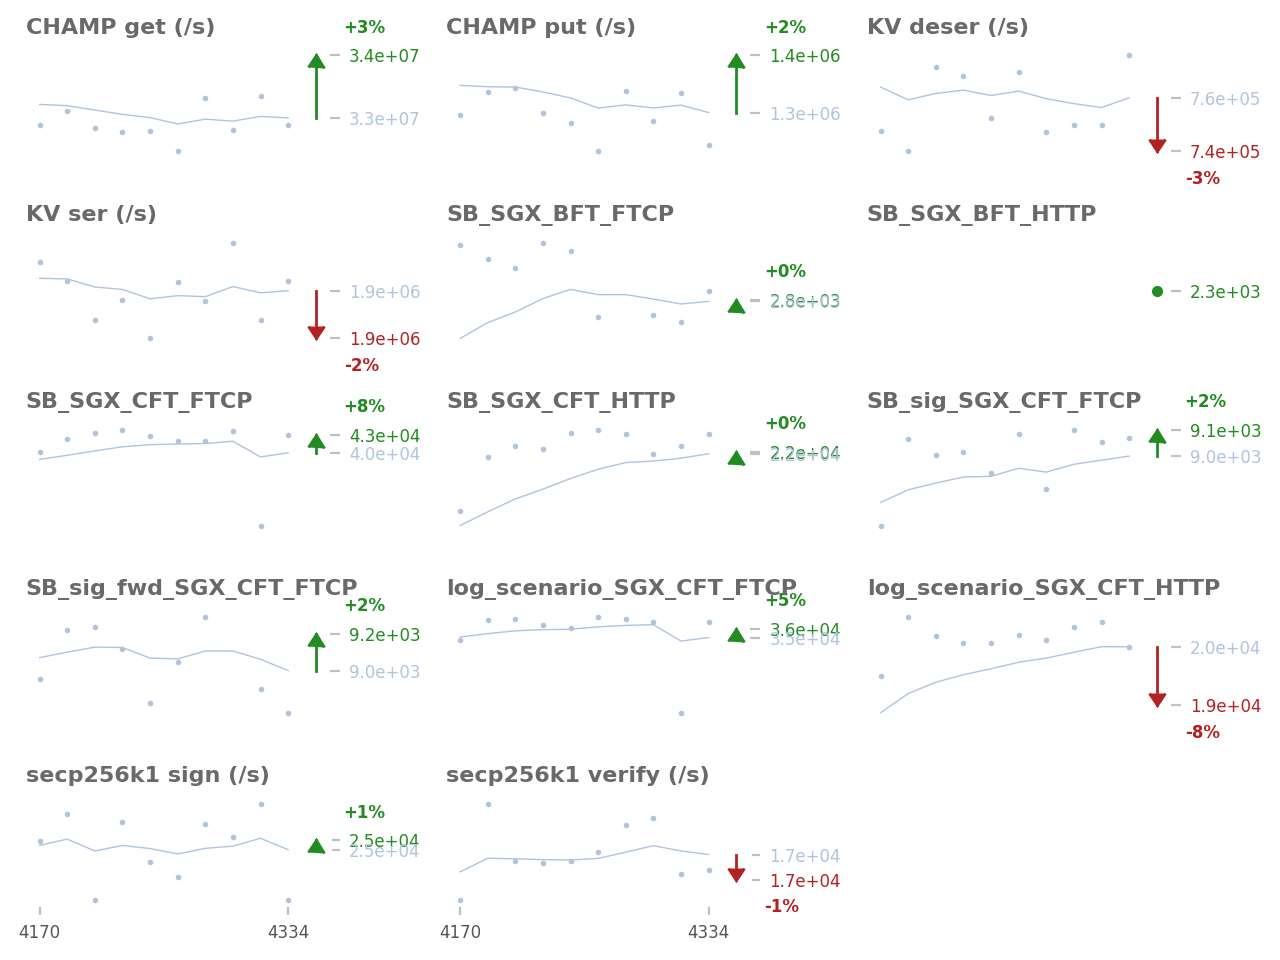 CHAMP get (/s)
+3%
3.4e+07
3.3e+07
CHAMP put (/s)
+2%
1.4e+06
1.3e+06
KV deser (/s)
7.6e+05
7.4e+05
-3%
KV ser (/s)
1.9e+06
1.9e+06
-2%
SB_SGX_BFT_FTCP
+0%
2.8e+03
SB_SGX_BFT_HTTP
2.3e+03
SB_SGX_CFT_FTCP
+8%
4.3e+04
4.0e+04
SB_SGX_CFT_HTTP
+0%
2.2e+04
2.2e+04
SB_sig_SGX_CFT_FTCP
+2%
9.1e+03
9.0e+03
SB_sig_fwd_SGX_CFT_FTCP
+2%
9.2e+03
9.0e+03
log_scenario_SGX_CFT_FTCP
+5%
3.6e+04
3.5e+04
log_scenario_SGX_CFT_HTTP
2.0e+04
1.9e+04
-8%
secp256k1 sign (/s)
+1%
2.5e+04
2.5e+04
4170
4334
secp256k1 verify (/s)
1.7e+04
1.7e+04
-1%
4170
4334